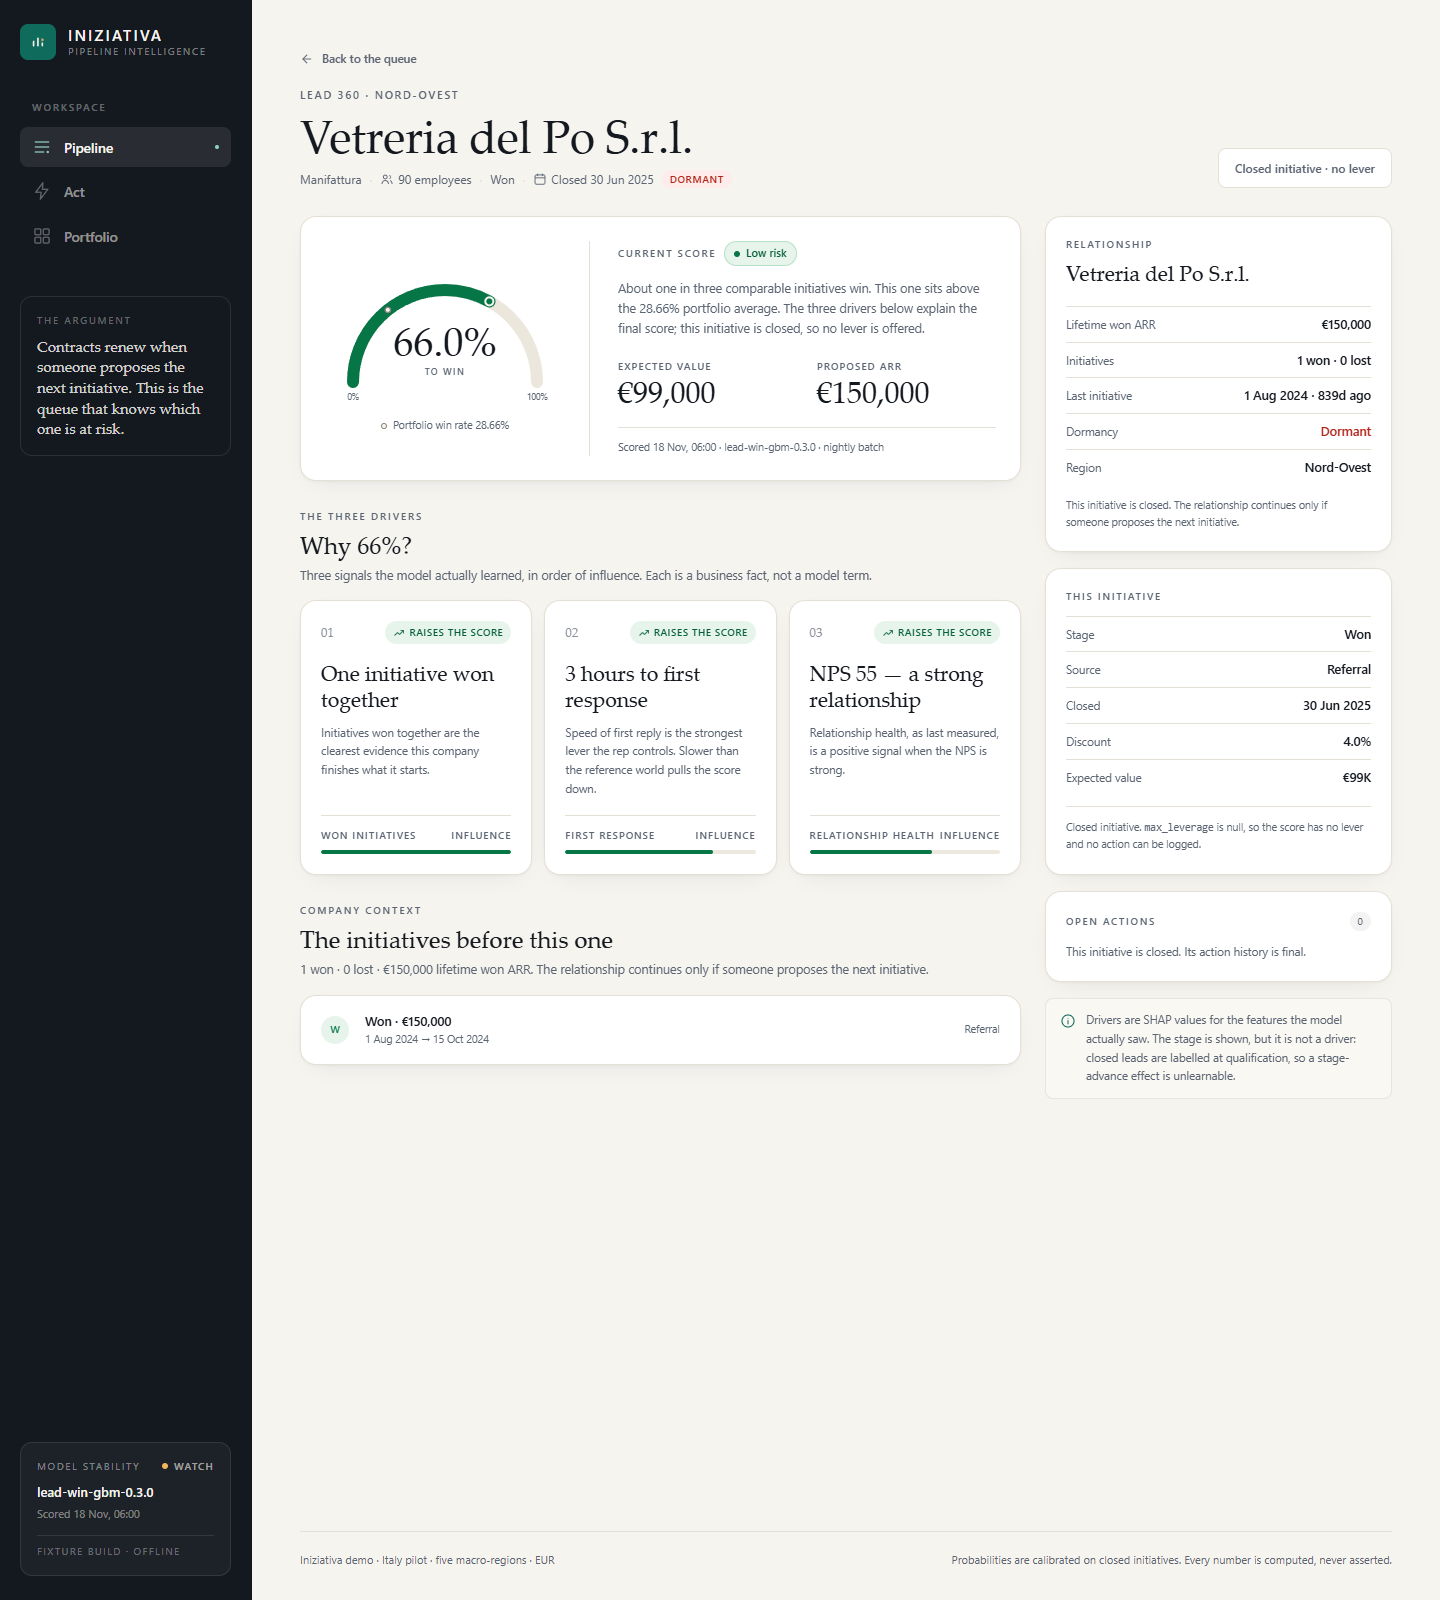 INIZIATIVA
PIPELINE INTELLIGENCE
WORKSPACE
Pipeline
Act
Portfolio
THE ARGUMENT
Contracts renew when
someone proposes the
next initiative. This is the
queue that knows which
one is at risk.
MODEL STABILITY
WATCH
lead-win-gbm-0.3.0
Scored 18 Nov, 06:00
FIXTURE BUILD · OFFLINE
Back to the queue
LEAD 360 · NORD-OVEST
Vetreria del Po S.r.l.
Manifattura · 90 employees · Won · Closed 30 Jun 2025 DORMANT
Closed initiative · no lever
66.0%
TO WIN
0%
100%
Portfolio win rate 28.66%
CURRENT SCORE
Low risk
About one in three comparable initiatives win. This one sits above
the 28.66% portfolio average. The three drivers below explain the
final score; this initiative is closed, so no lever is offered.
EXPECTED VALUE
€99,000
PROPOSED ARR
€150,000
Scored 18 Nov, 06:00 · lead-win-gbm-0.3.0 · nightly batch
THE THREE DRIVERS
Why 66%?
Three signals the model actually learned, in order of influence. Each is a business fact, not a model term.
01
RAISES THE SCORE
One initiative won
together
Initiatives won together are the
clearest evidence this company
finishes what it starts.
WON INITIATIVES
INFLUENCE
02
RAISES THE SCORE
3 hours to first
response
Speed of first reply is the strongest
lever the rep controls. Slower than
the reference world pulls the score
down.
FIRST RESPONSE
INFLUENCE
03
RAISES THE SCORE
NPS 55 — a strong
relationship
Relationship health, as last measured,
is a positive signal when the NPS is
strong.
RELATIONSHIP HEALTH
INFLUENCE
COMPANY CONTEXT
The initiatives before this one
1 won · 0 lost · €150,000 lifetime won ARR. The relationship continues only if someone proposes the next initiative.
W
Won · €150,000
1 Aug 2024 → 15 Oct 2024
Referral
RELATIONSHIP
Vetreria del Po S.r.l.
Lifetime won ARR €150,000
Initiatives 1 won · 0 lost
Last initiative 1 Aug 2024 · 839d ago
Dormancy Dormant
Region Nord-Ovest
This initiative is closed. The relationship continues only if
someone proposes the next initiative.
THIS INITIATIVE
Stage Won
Source Referral
Closed 30 Jun 2025
Discount 4.0%
Expected value €99K
Closed initiative. max_leverage is null, so the score has no lever
and no action can be logged.
OPEN ACTIONS
0
This initiative is closed. Its action history is final.
Drivers are SHAP values for the features the model
actually saw. The stage is shown, but it is not a driver:
closed leads are labelled at qualification, so a stage-
advance effect is unlearnable.
Iniziativa demo · Italy pilot · five macro-regions · EUR
Probabilities are calibrated on closed initiatives. Every number is computed, never asserted.